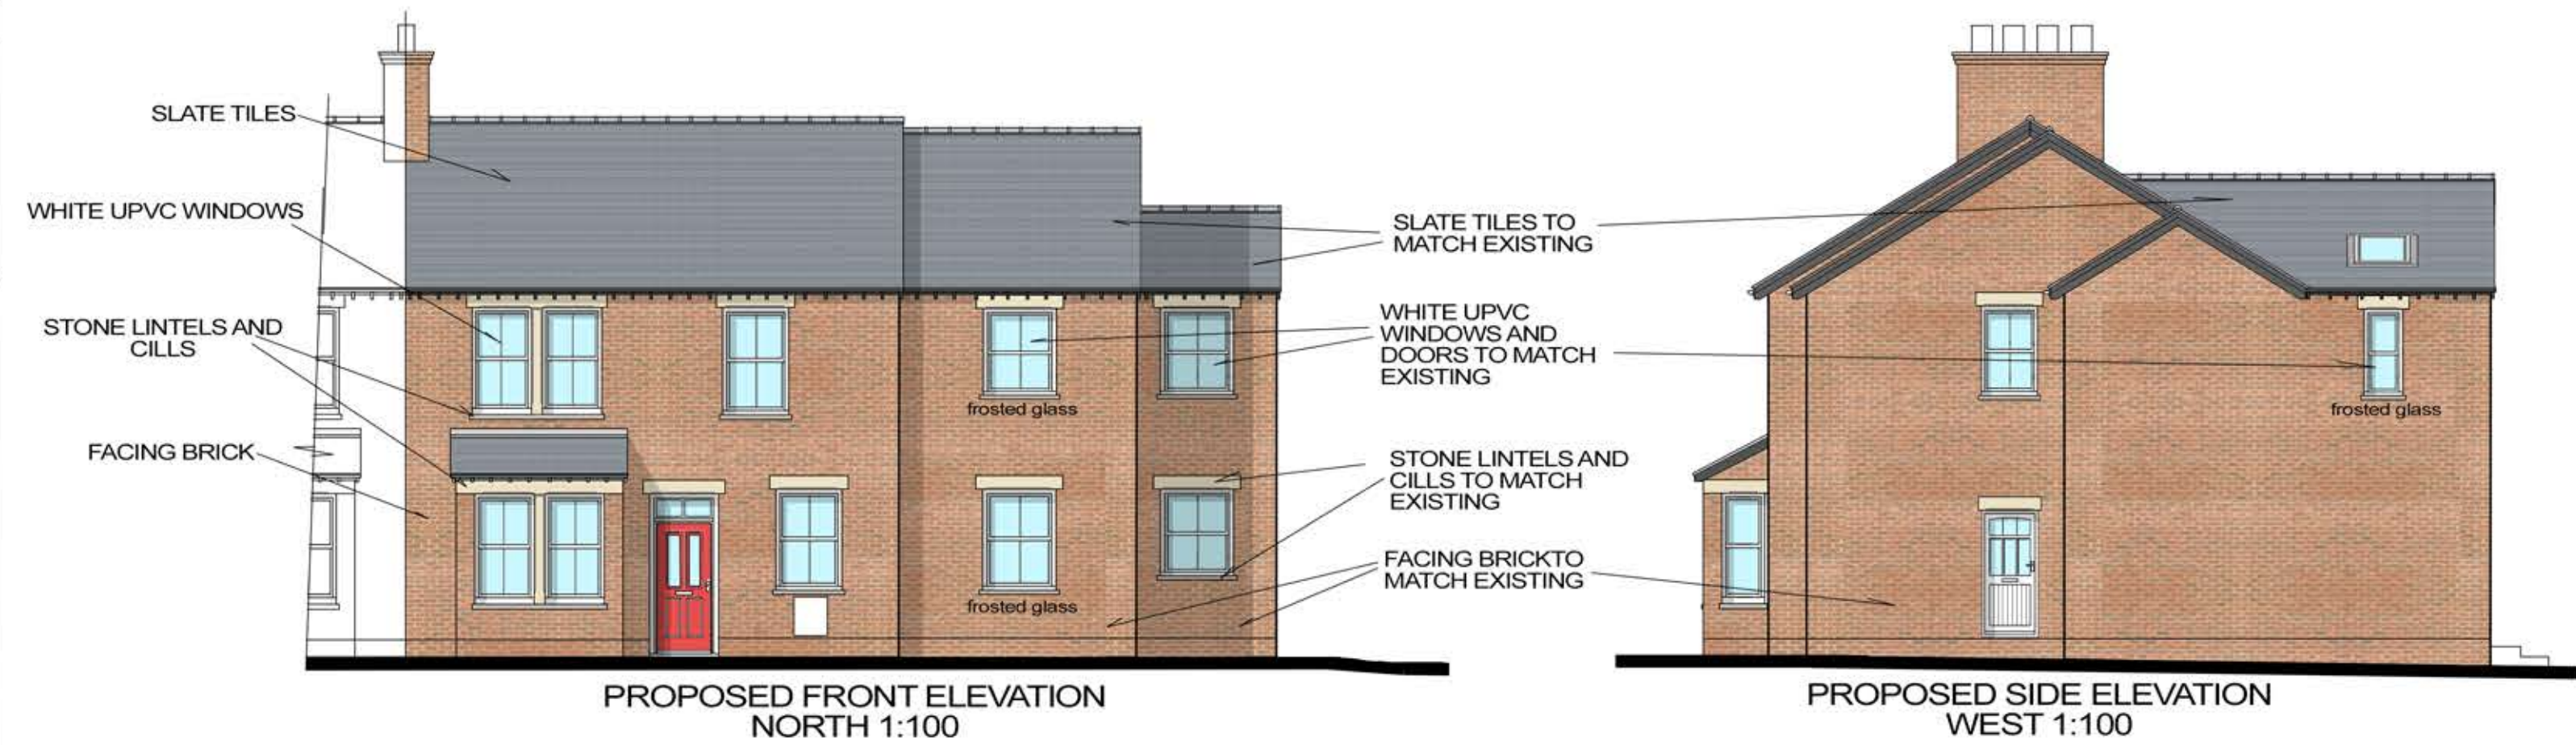 SLATE TILES
WHITE UPVC WINDOWS
STONE LINTELS AND
CILLS
FACING BRICK
frosted glass
frosted glass
SLATE TILES TO
MATCH EXISTING
WHITE UPVC
WINDOWS AND
DOORS TO MATCH
EXISTING
STONE LINTELS AND
CILLS TO MATCH
EXISTING
FACING BRICKTO
MATCH EXISTING
frosted glass
PROPOSED FRONT ELEVATION
NORTH 1:100
PROPOSED SIDE ELEVATION
WEST 1:100